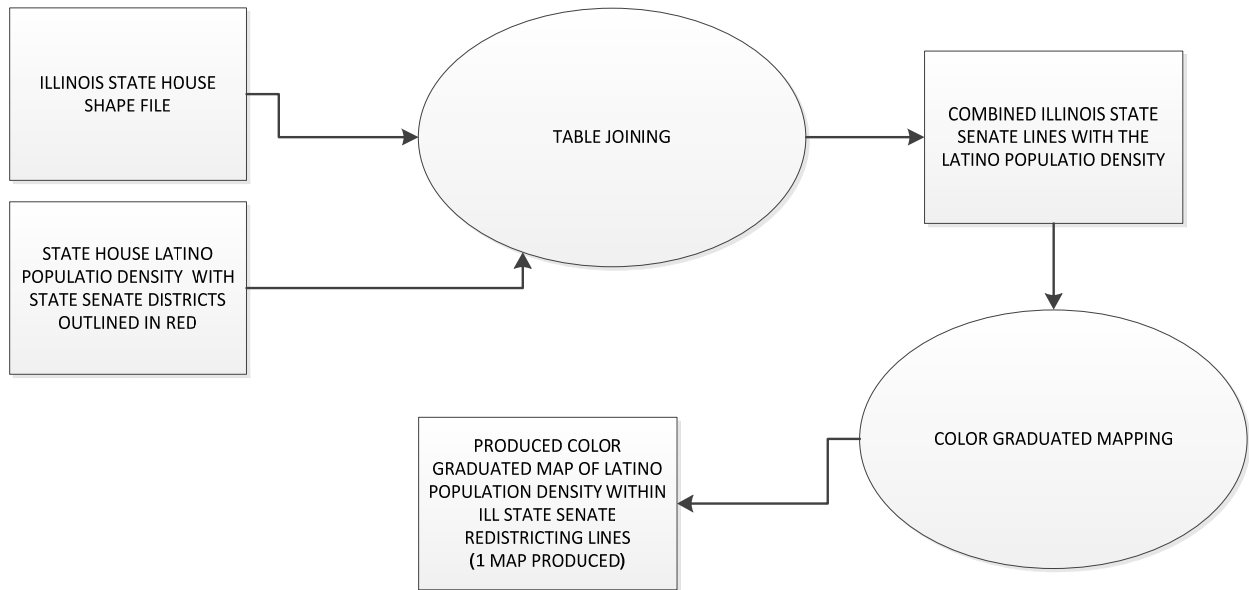 ILLINOIS STATE HOUSE
SHAPE FILE
TABLE JOINING
COMBINED ILLINOIS STATE
SENATE LINES WITH THE
LATINO POPULATIO DENSITY
STATE HOUSE LATINO
POPULATIO DENSITY WITH
STATE SENATE DISTRICTS
OUTLINED IN RED
COLOR GRADUATED MAPPING
PRODUCED COLOR
GRADUATED MAP OF LATINO
POPULATION DENSITY WITHIN
ILL STATE SENATE
REDISTRICTING LINES
(1 MAP PRODUCED)